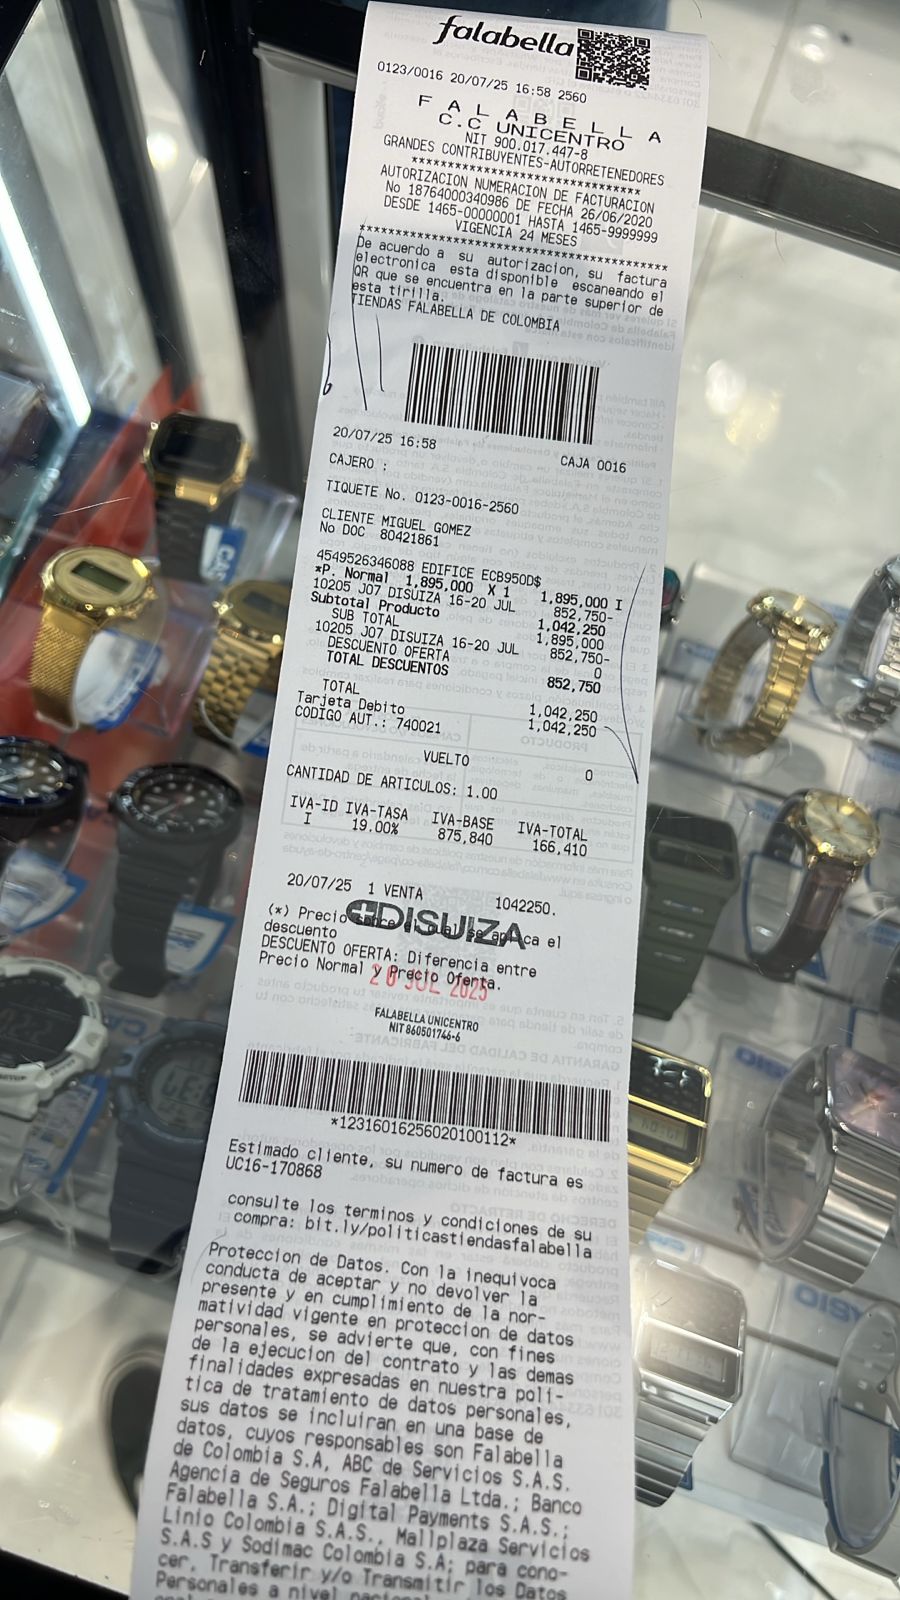 falabella
0123/0016 20/07/25 16:58 2560
F A L A B E L L A
C.C UNICENTRO
NIT 900.017.447-8
GRANDES CONTRIBUYENTES-AUTORRETENEDORES
****************************************
AUTORIZACION NUMERACION DE FACTURACION
No 18764000340986 DE FECHA 26/06/2020
DESDE 1465-00000001 HASTA 1465-9999999
VIGENCIA 24 MESES
****************************************
De acuerdo a su autorizacion, su factura
electronica esta disponible escaneando el
QR que se encuentra en la parte superior de
esta tirilla.
TIENDAS FALABELLA DE COLOMBIA
20/07/25 16:58 CAJA 0016
CAJERO :
TIQUETE No. 0123-0016-2560
CLIENTE MIGUEL GOMEZ
No DOC 80421861
4549526346088 EDIFICE ECB950D$
*P. Normal 1,895,000 X 1 1,895,000 I
10205 J07 DISUIZA 16-20 JUL 852,750-
Subtotal Producto 1,042,250
SUB TOTAL 1,895,000
10205 J07 DISUIZA 16-20 JUL 852,750-
DESCUENTO OFERTA 0
TOTAL DESCUENTOS 852,750
TOTAL 1,042,250
Tarjeta Debito 1,042,250
CODIGO AUT.: 740021
VUELTO 0
CANTIDAD DE ARTICULOS: 1.00
IVA-ID IVA-TASA IVA-BASE IVA-TOTAL
I 19.00% 875,840 166,410
20/07/25 1 VENTA 1042250.
DISUIZA
(*) Precio sobre el cual se aplica el
descuento
DESCUENTO OFERTA: Diferencia entre
Precio Normal y Precio Oferta.
20 JUL 2025
FALABELLA UNICENTRO
NIT 860501746-6
*12316016256020100112*
Estimado cliente, su numero de factura es
UC16-170868
consulte los terminos y condiciones de su
compra: bit.ly/politicastiendasfalabella
Proteccion de Datos. Con la inequivoca
conducta de aceptar y no devolver la
presente y en cumplimiento de la nor-
matividad vigente en proteccion de datos
personales, se advierte que, con fines
de la ejecucion del contrato y las demas
finalidades expresadas en nuestra poli-
tica de tratamiento de datos personales,
sus datos se incluiran en una base de
datos, cuyos responsables son Falabella
de Colombia S.A, ABC de Servicios S.A.S.
Agencia de Seguros Falabella Ltda.; Banco
Falabella S.A.; Digital Payments S.A.S.;
Linio Colombia S.A.S., Mallplaza Servicios
S.A.S y Sodimac Colombia S.A; para cono-
cer, Transferir y/o Transmitir los Datos
Personales a nivel